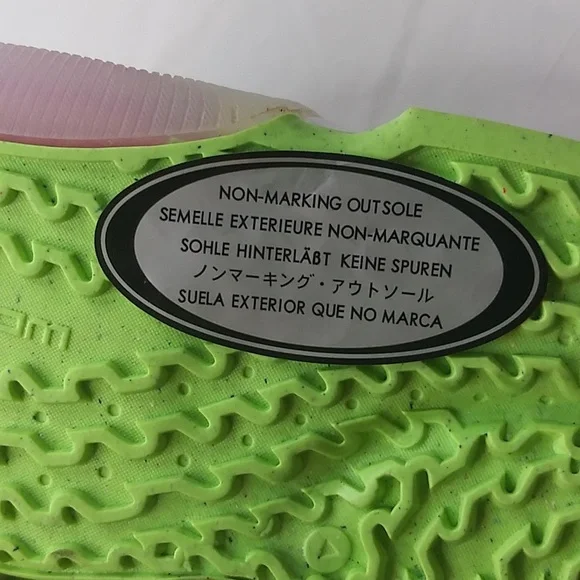 NON-MARKING OUTSOLE
SEMELLE EXTERIEURE NON-MARQUANTE
SOHLE HINTERLÄßT KEINE SPUREN
ノンマーキング・アウトソール
SUELA EXTERIOR QUE NO MARCA